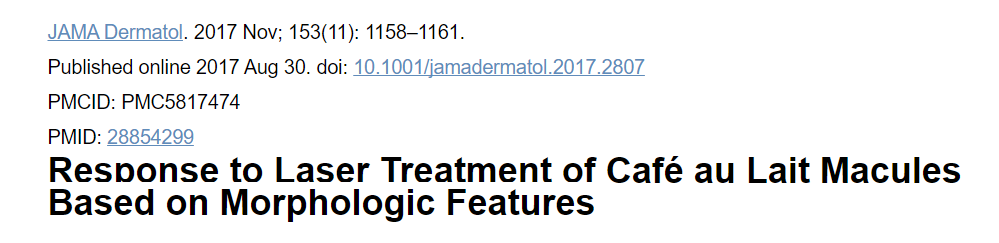 JAMA Dermatol. 2017 Nov; 153(11): 1158–1161.
Published online 2017 Aug 30. doi: 10.1001/jamadermatol.2017.2807
PMCID: PMC5817474
PMID: 28854299
Response to Laser Treatment of Café au Lait Macules
Based on Morphologic Features